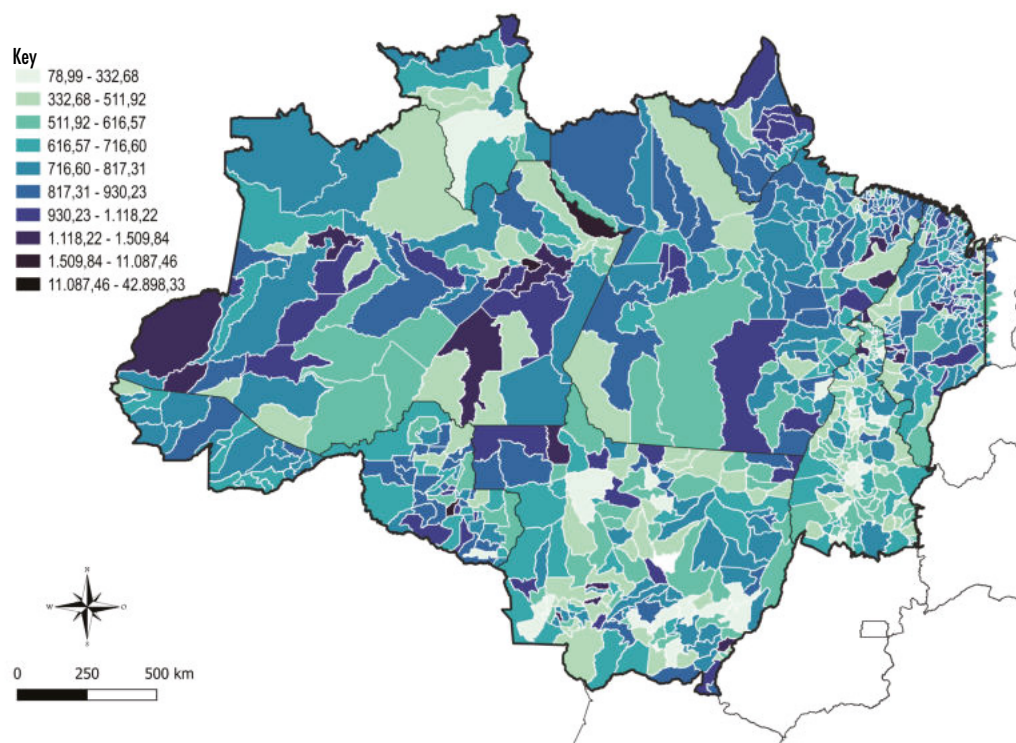 Key
78,99 - 332,68
332,68 - 511,92
511,92 - 616,57
616,57 - 716,60
716,60 - 817,31
817,31 - 930,23
930,23 - 1.118,22
1.118,22 - 1.509,84
1.509,84 - 11.087,46
11.087,46 - 42.898,33
N
W O
S
0 250 500 km